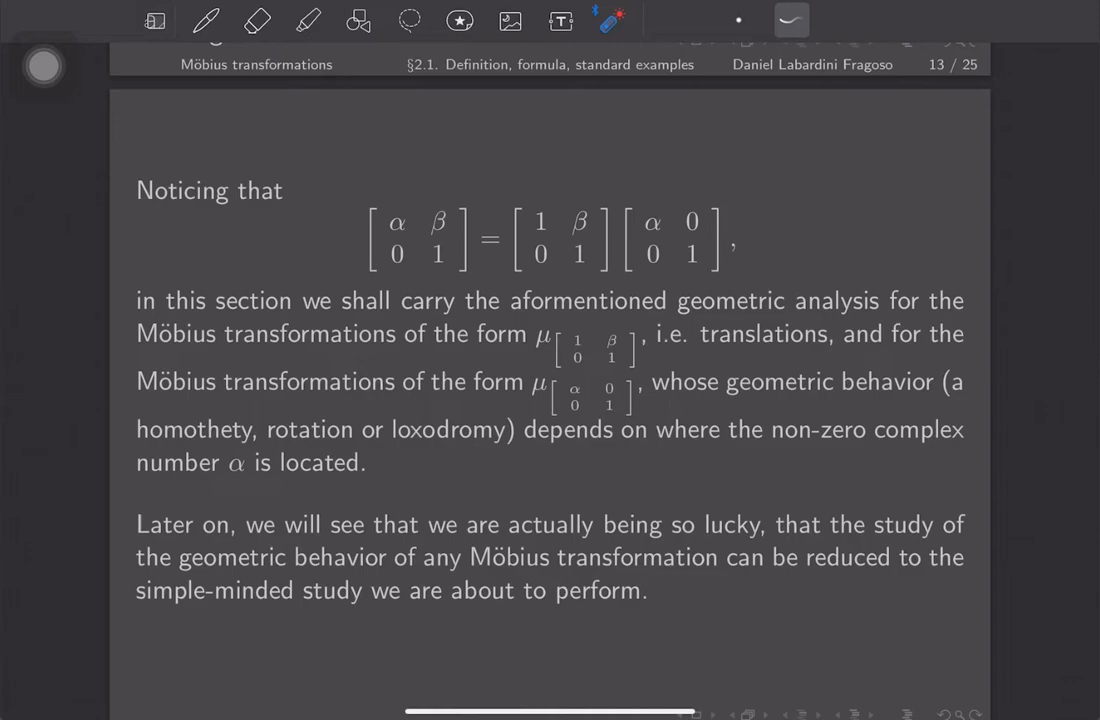 Möbius transformations §2.1. Definition, formula, standard examples Daniel Labardini Fragoso 13 / 25
Noticing that
[ α β ; 0 1 ] = [ 1 β ; 0 1 ] [ α 0 ; 0 1 ],
in this section we shall carry the aformentioned geometric analysis for the
Möbius transformations of the form μ[ 1 β ; 0 1 ], i.e. translations, and for the
Möbius transformations of the form μ[ α 0 ; 0 1 ], whose geometric behavior (a
homothety, rotation or loxodromy) depends on where the non-zero complex
number α is located.
Later on, we will see that we are actually being so lucky, that the study of
the geometric behavior of any Möbius transformation can be reduced to the
simple-minded study we are about to perform.